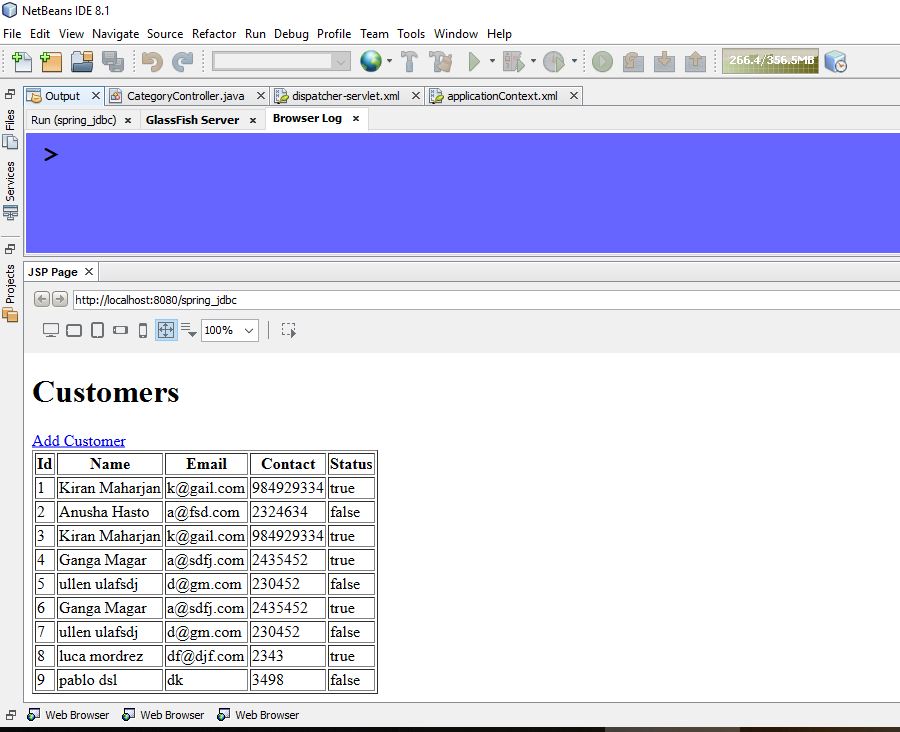 NetBeans IDE 8.1
File Edit View Navigate Source Refactor Run Debug Profile Team Tools Window Help
266.4/356.5MB
Output CategoryController.java dispatcher-servlet.xml applicationContext.xml
Run (spring_jdbc) GlassFish Server Browser Log
>
Files
Services
Projects
JSP Page
http://localhost:8080/spring_jdbc
100%
Customers
Add Customer
Id Name Email Contact Status
1 Kiran Maharjan k@gail.com 984929334 true
2 Anusha Hasto a@fsd.com 2324634 false
3 Kiran Maharjan k@gail.com 984929334 true
4 Ganga Magar a@sdfj.com 2435452 true
5 ullen ulafsdj d@gm.com 230452 false
6 Ganga Magar a@sdfj.com 2435452 true
7 ullen ulafsdj d@gm.com 230452 false
8 luca mordrez df@djf.com 2343 true
9 pablo dsl dk 3498 false
Web Browser Web Browser Web Browser